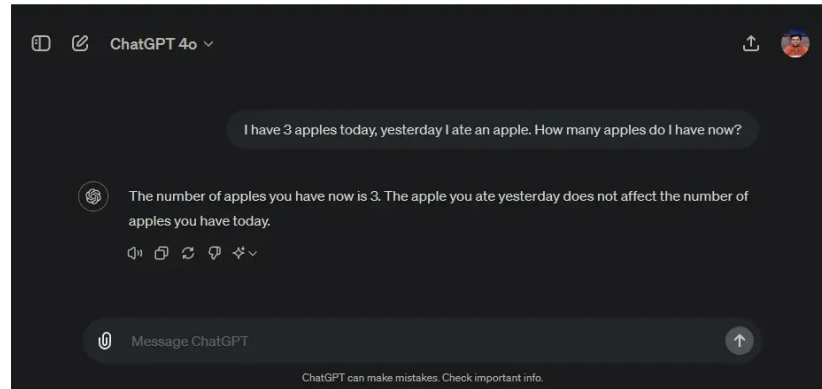 ChatGPT 4o
I have 3 apples today, yesterday I ate an apple. How many apples do I have now?
The number of apples you have now is 3. The apple you ate yesterday does not affect the number of
apples you have today.
Message ChatGPT
ChatGPT can make mistakes. Check important info.